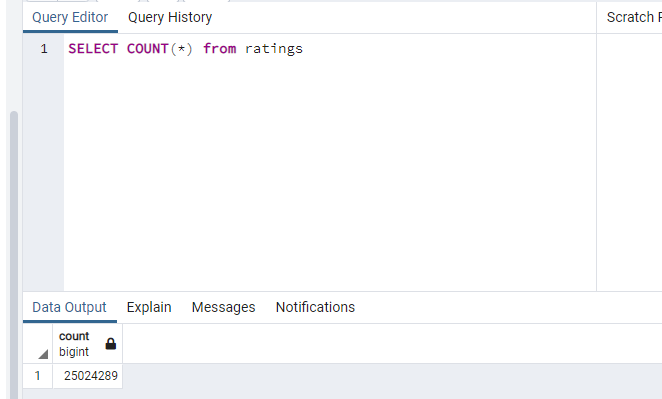 Query Editor Query History Scratch
1 SELECT COUNT(*) from ratings
Data Output Explain Messages Notifications
count
bigint
1 25024289